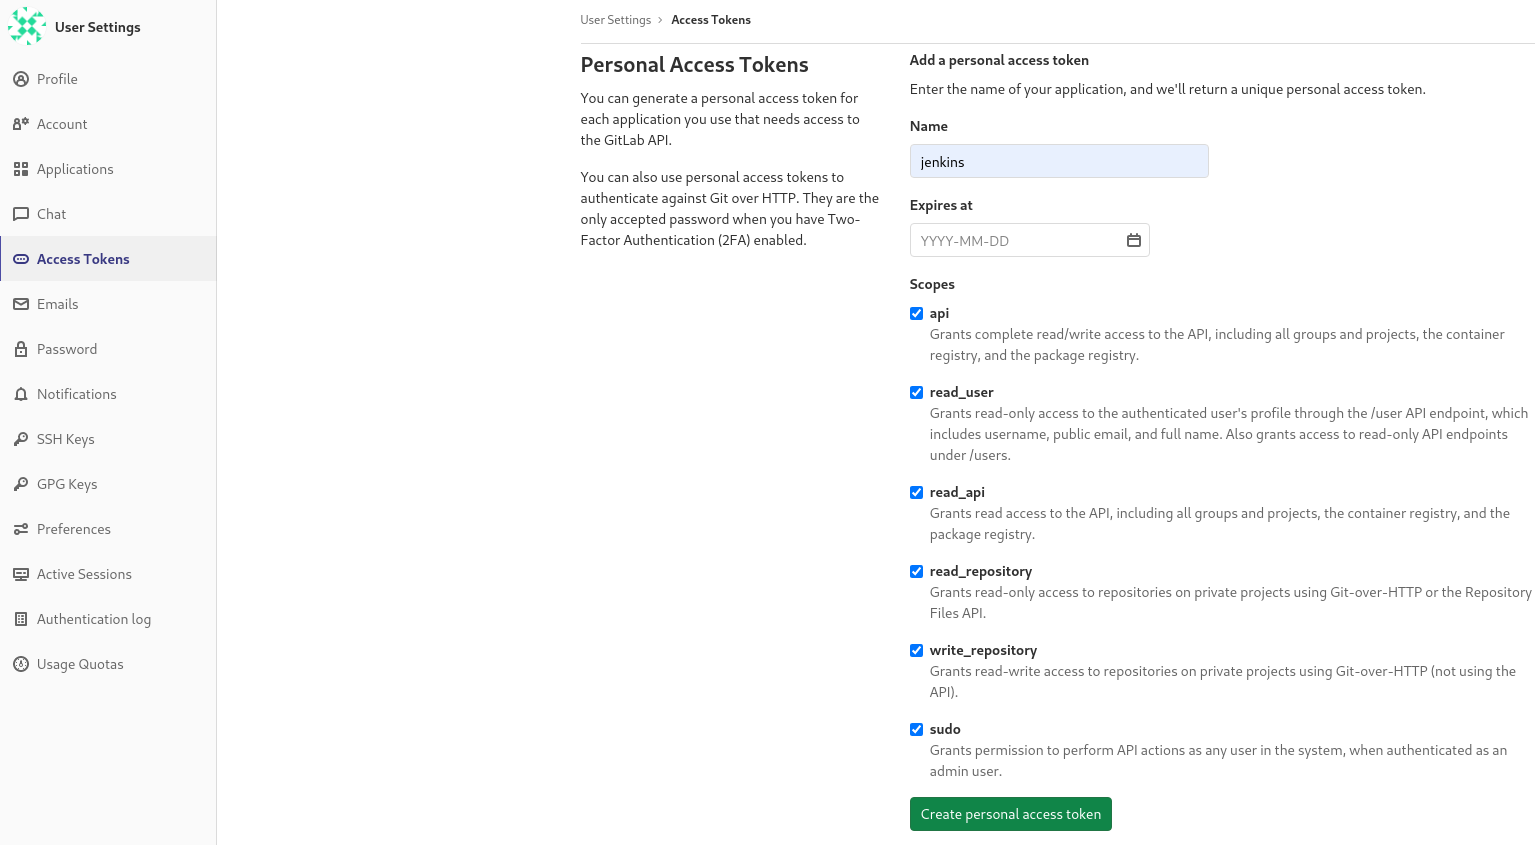 User Settings
Profile
Account
Applications
Chat
Access Tokens
Emails
Password
Notifications
SSH Keys
GPG Keys
Preferences
Active Sessions
Authentication log
Usage Quotas
User Settings › Access Tokens
Personal Access Tokens
You can generate a personal access token for
each application you use that needs access to
the GitLab API.
You can also use personal access tokens to
authenticate against Git over HTTP. They are the
only accepted password when you have Two-
Factor Authentication (2FA) enabled.
Add a personal access token
Enter the name of your application, and we'll return a unique personal access token.
Name
jenkins
Expires at
YYYY-MM-DD
Scopes
api
Grants complete read/write access to the API, including all groups and projects, the container
registry, and the package registry.
read_user
Grants read-only access to the authenticated user's profile through the /user API endpoint, which
includes username, public email, and full name. Also grants access to read-only API endpoints
under /users.
read_api
Grants read access to the API, including all groups and projects, the container registry, and the
package registry.
read_repository
Grants read-only access to repositories on private projects using Git-over-HTTP or the Repository
Files API.
write_repository
Grants read-write access to repositories on private projects using Git-over-HTTP (not using the
API).
sudo
Grants permission to perform API actions as any user in the system, when authenticated as an
admin user.
Create personal access token